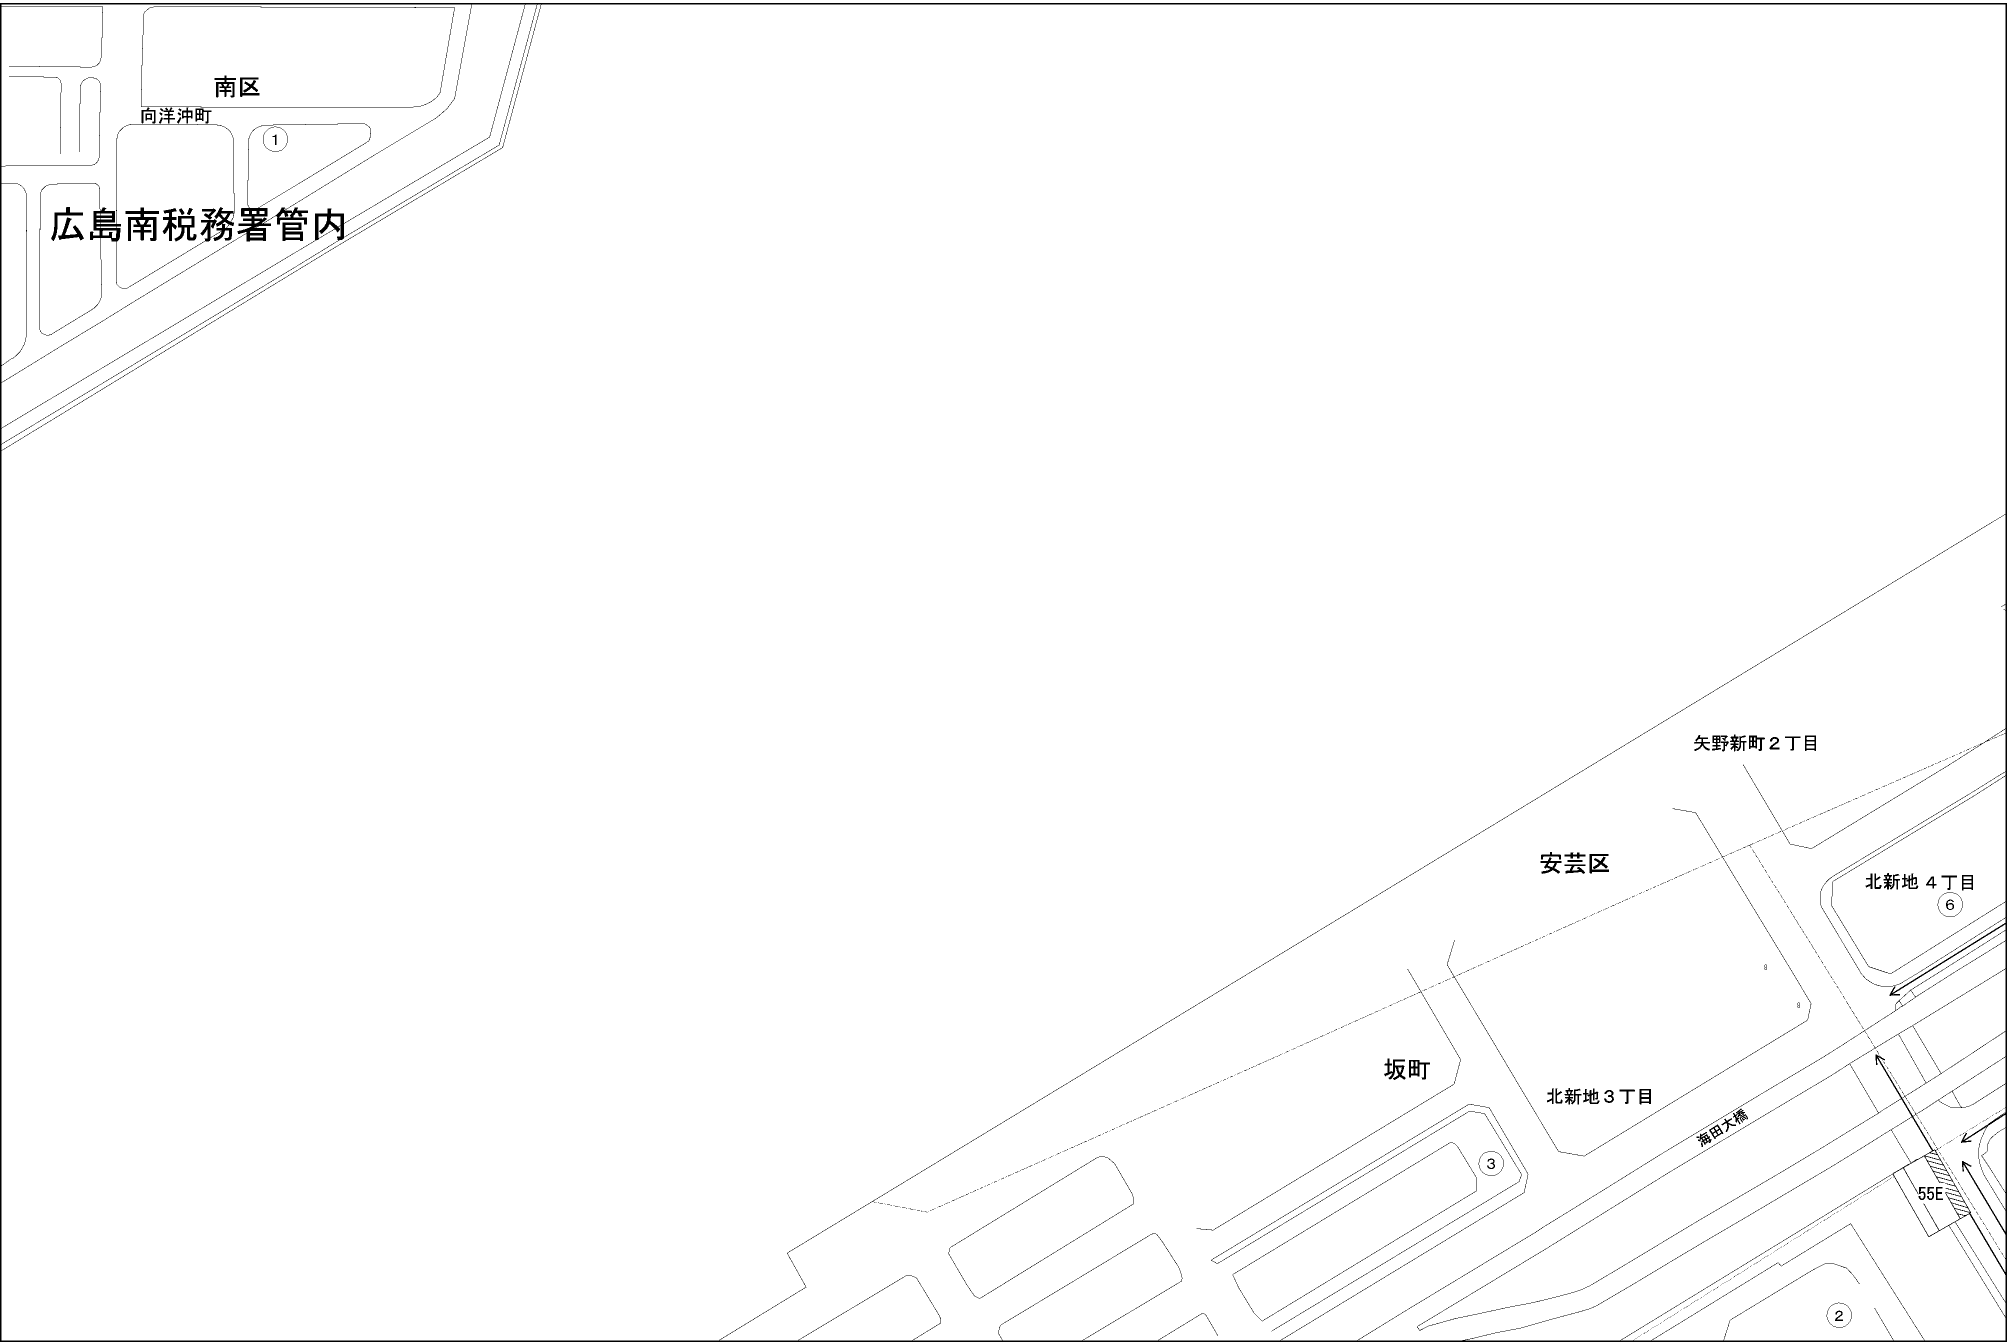 南区
向洋沖町
1
広島南税務署管内
矢野新町2丁目
安芸区
北新地 4丁目
6
坂町
北新地3丁目
海田大橋
3
55E
2